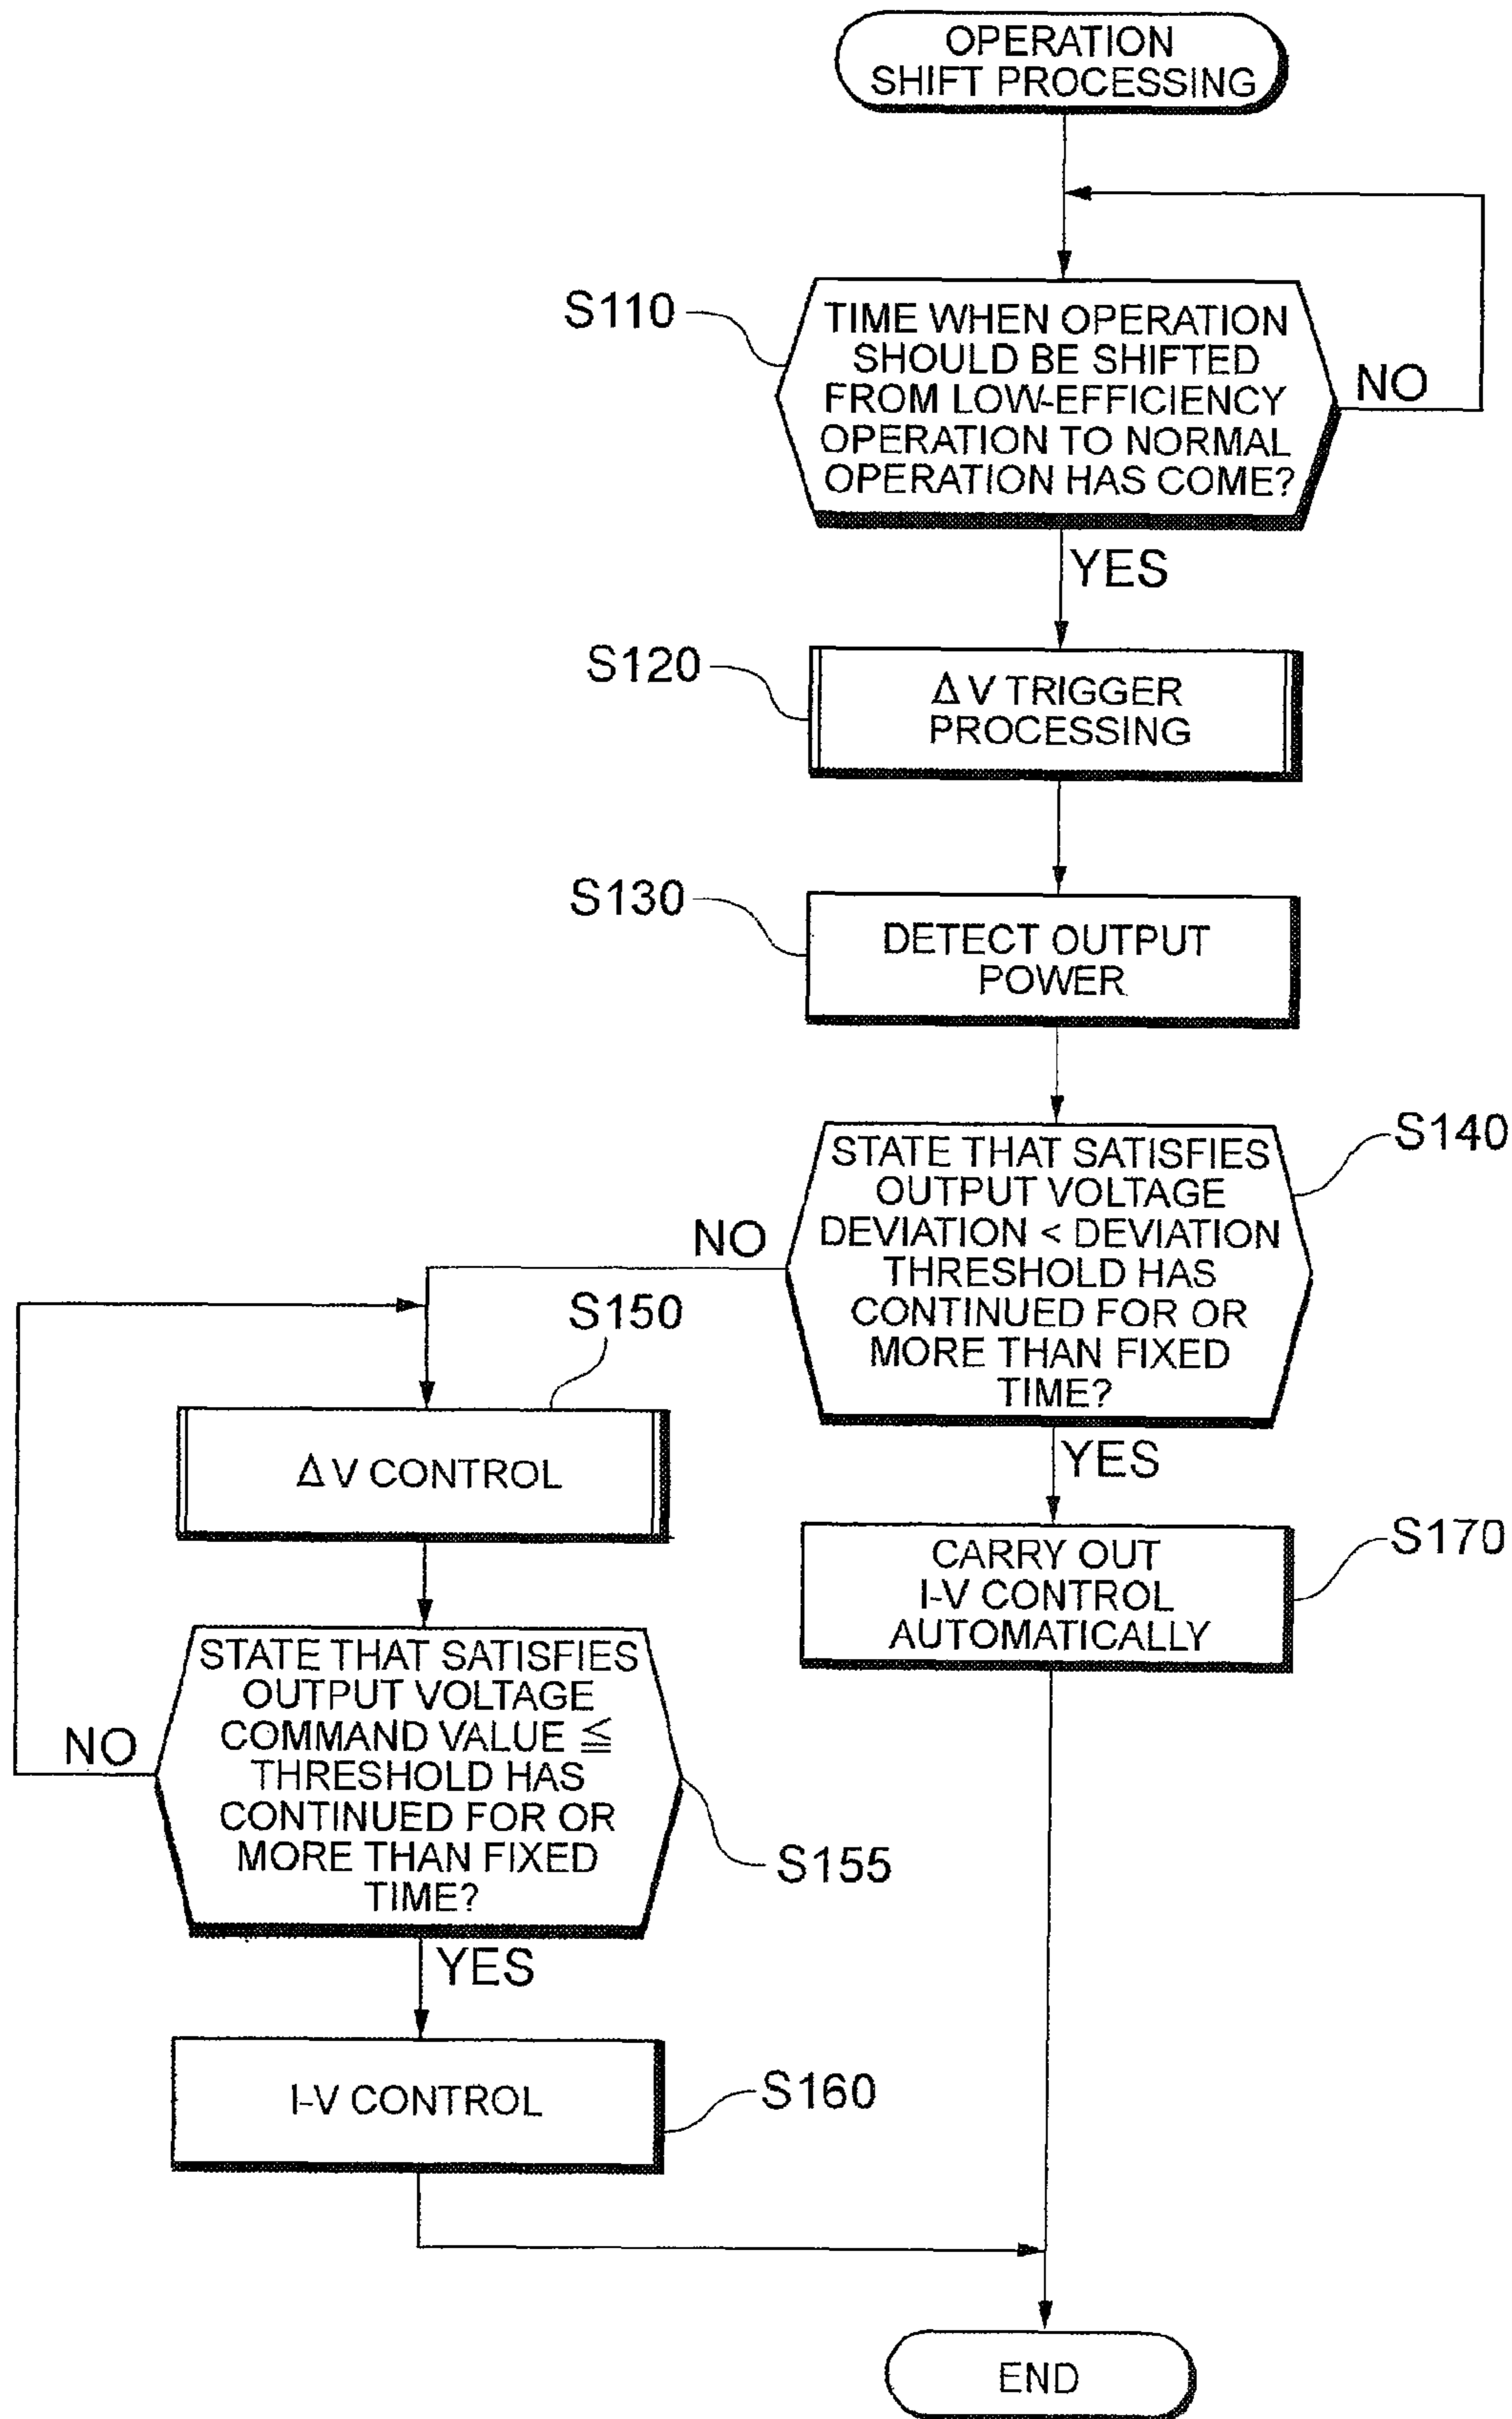 OPERATION
SHIFT PROCESSING
S110
TIME WHEN OPERATION
SHOULD BE SHIFTED
FROM LOW-EFFICIENCY
OPERATION TO NORMAL
OPERATION HAS COME?
NO
YES
S120
Δ V TRIGGER
PROCESSING
S130
DETECT OUTPUT
POWER
S140
STATE THAT SATISFIES
OUTPUT VOLTAGE
DEVIATION < DEVIATION
THRESHOLD HAS
CONTINUED FOR OR
MORE THAN FIXED
TIME?
NO
YES
S150
Δ V CONTROL
S170
CARRY OUT
I-V CONTROL
AUTOMATICALLY
STATE THAT SATISFIES
OUTPUT VOLTAGE
COMMAND VALUE ≦
THRESHOLD HAS
CONTINUED FOR OR
MORE THAN FIXED
TIME?
NO
S155
YES
I-V CONTROL
S160
END